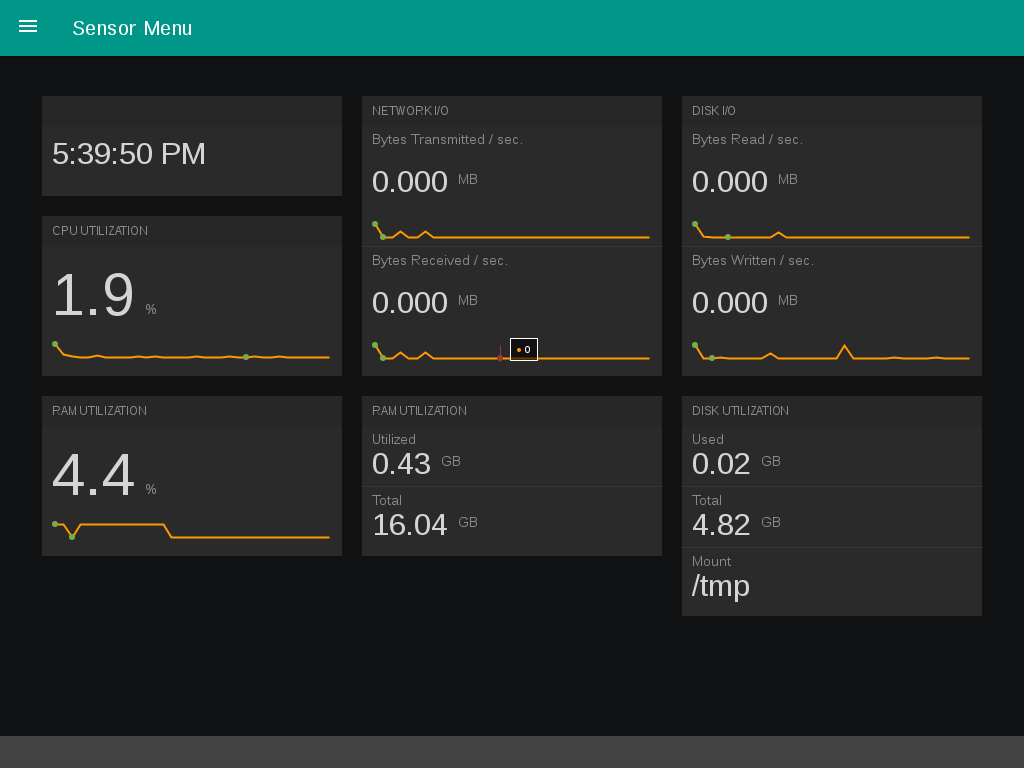 Sensor Menu
5:39:50 PM
CPU UTILIZATION
1.9 %
RAM UTILIZATION
4.4 %
NETWORK I/O
Bytes Transmitted / sec.
0.000 MB
Bytes Received / sec.
0.000 MB
0
RAM UTILIZATION
Utilized
0.43 GB
Total
16.04 GB
DISK I/O
Bytes Read / sec.
0.000 MB
Bytes Written / sec.
0.000 MB
DISK UTILIZATION
Used
0.02 GB
Total
4.82 GB
Mount
/tmp